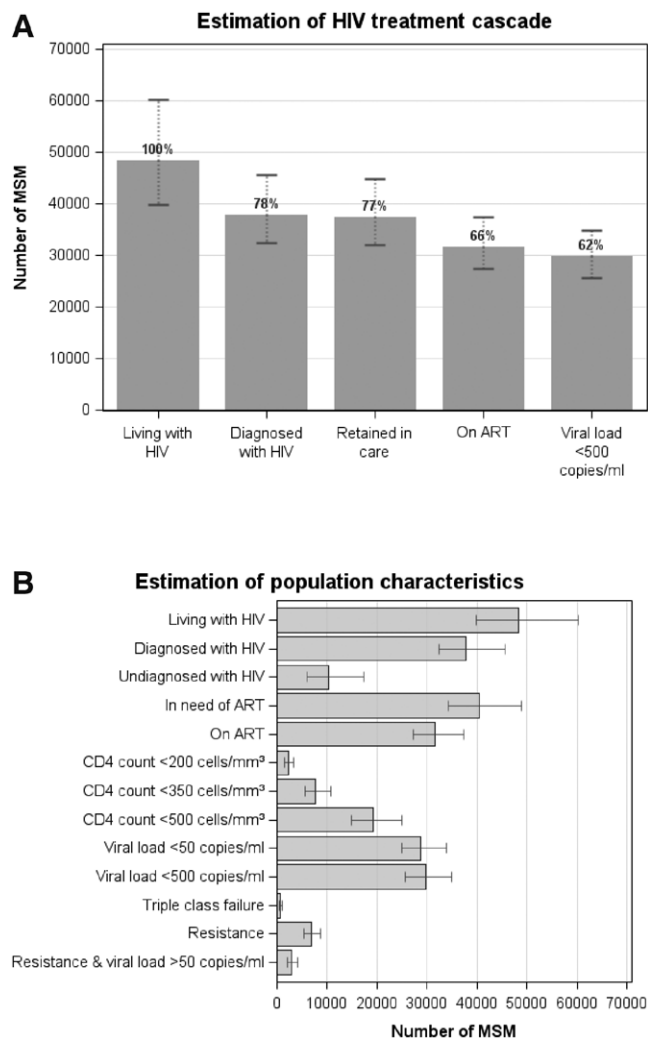 A
Estimation of HIV treatment cascade
70000
60000
50000
40000
30000
20000
10000
0
Number of MSM
100%
78%
77%
66%
62%
Living with
HIV
Diagnosed
with HIV
Retained in
care
On ART
Viral load
<500
copies/ml
B
Estimation of population characteristics
Living with HIV
Diagnosed with HIV
Undiagnosed with HIV
In need of ART
On ART
CD4 count <200 cells/mm³
CD4 count <350 cells/mm³
CD4 count <500 cells/mm³
Viral load <50 copies/ml
Viral load <500 copies/ml
Triple class failure
Resistance
Resistance & viral load >50 copies/ml
0 10000 20000 30000 40000 50000 60000 70000
Number of MSM